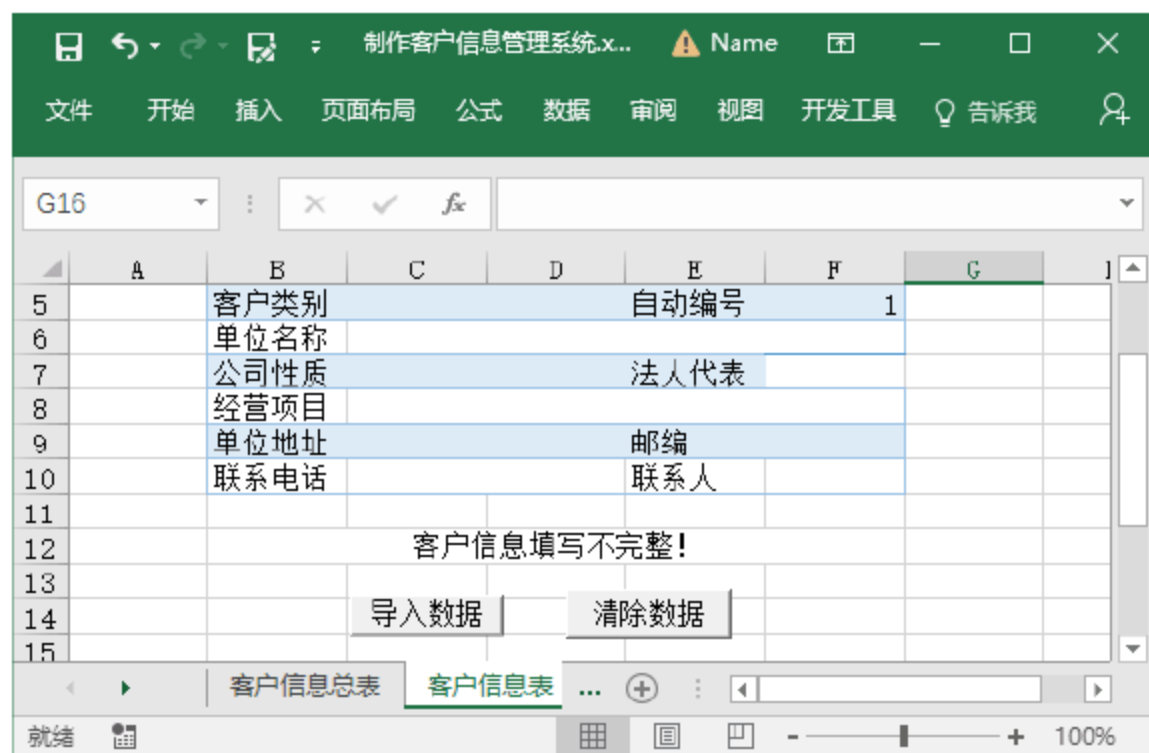 制作客户信息管理系统.x... Name
文件 开始 插入 页面布局 公式 数据 审阅 视图 开发工具 告诉我
G16 fx
A B C D E F G
5 客户类别 自动编号 1
6 单位名称
7 公司性质 法人代表
8 经营项目
9 单位地址 邮编
10 联系电话 联系人
11
12 客户信息填写不完整!
13
14 导入数据 清除数据
15
客户信息总表 客户信息表 ...
就绪 100%